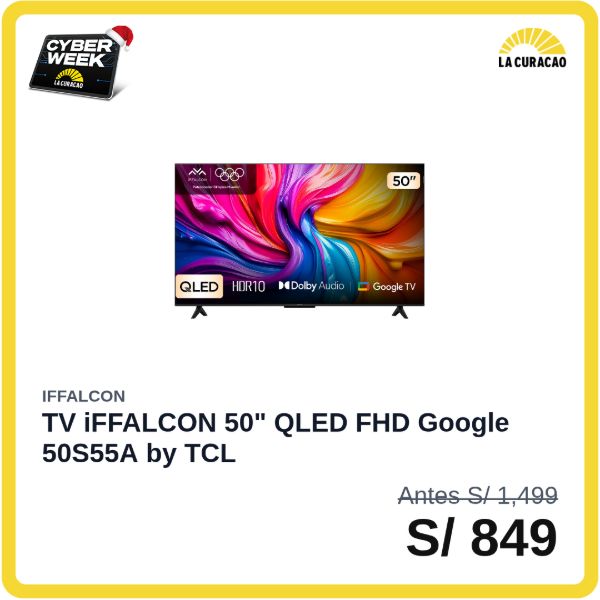 CYBER
WEEK
LA CURACAO
LA CURACAO
iFFALCON
50"
QLED HDR10 Dolby Audio Google TV
IFFALCON
TV iFFALCON 50" QLED FHD Google
50S55A by TCL
Antes S/ 1,499
S/ 849